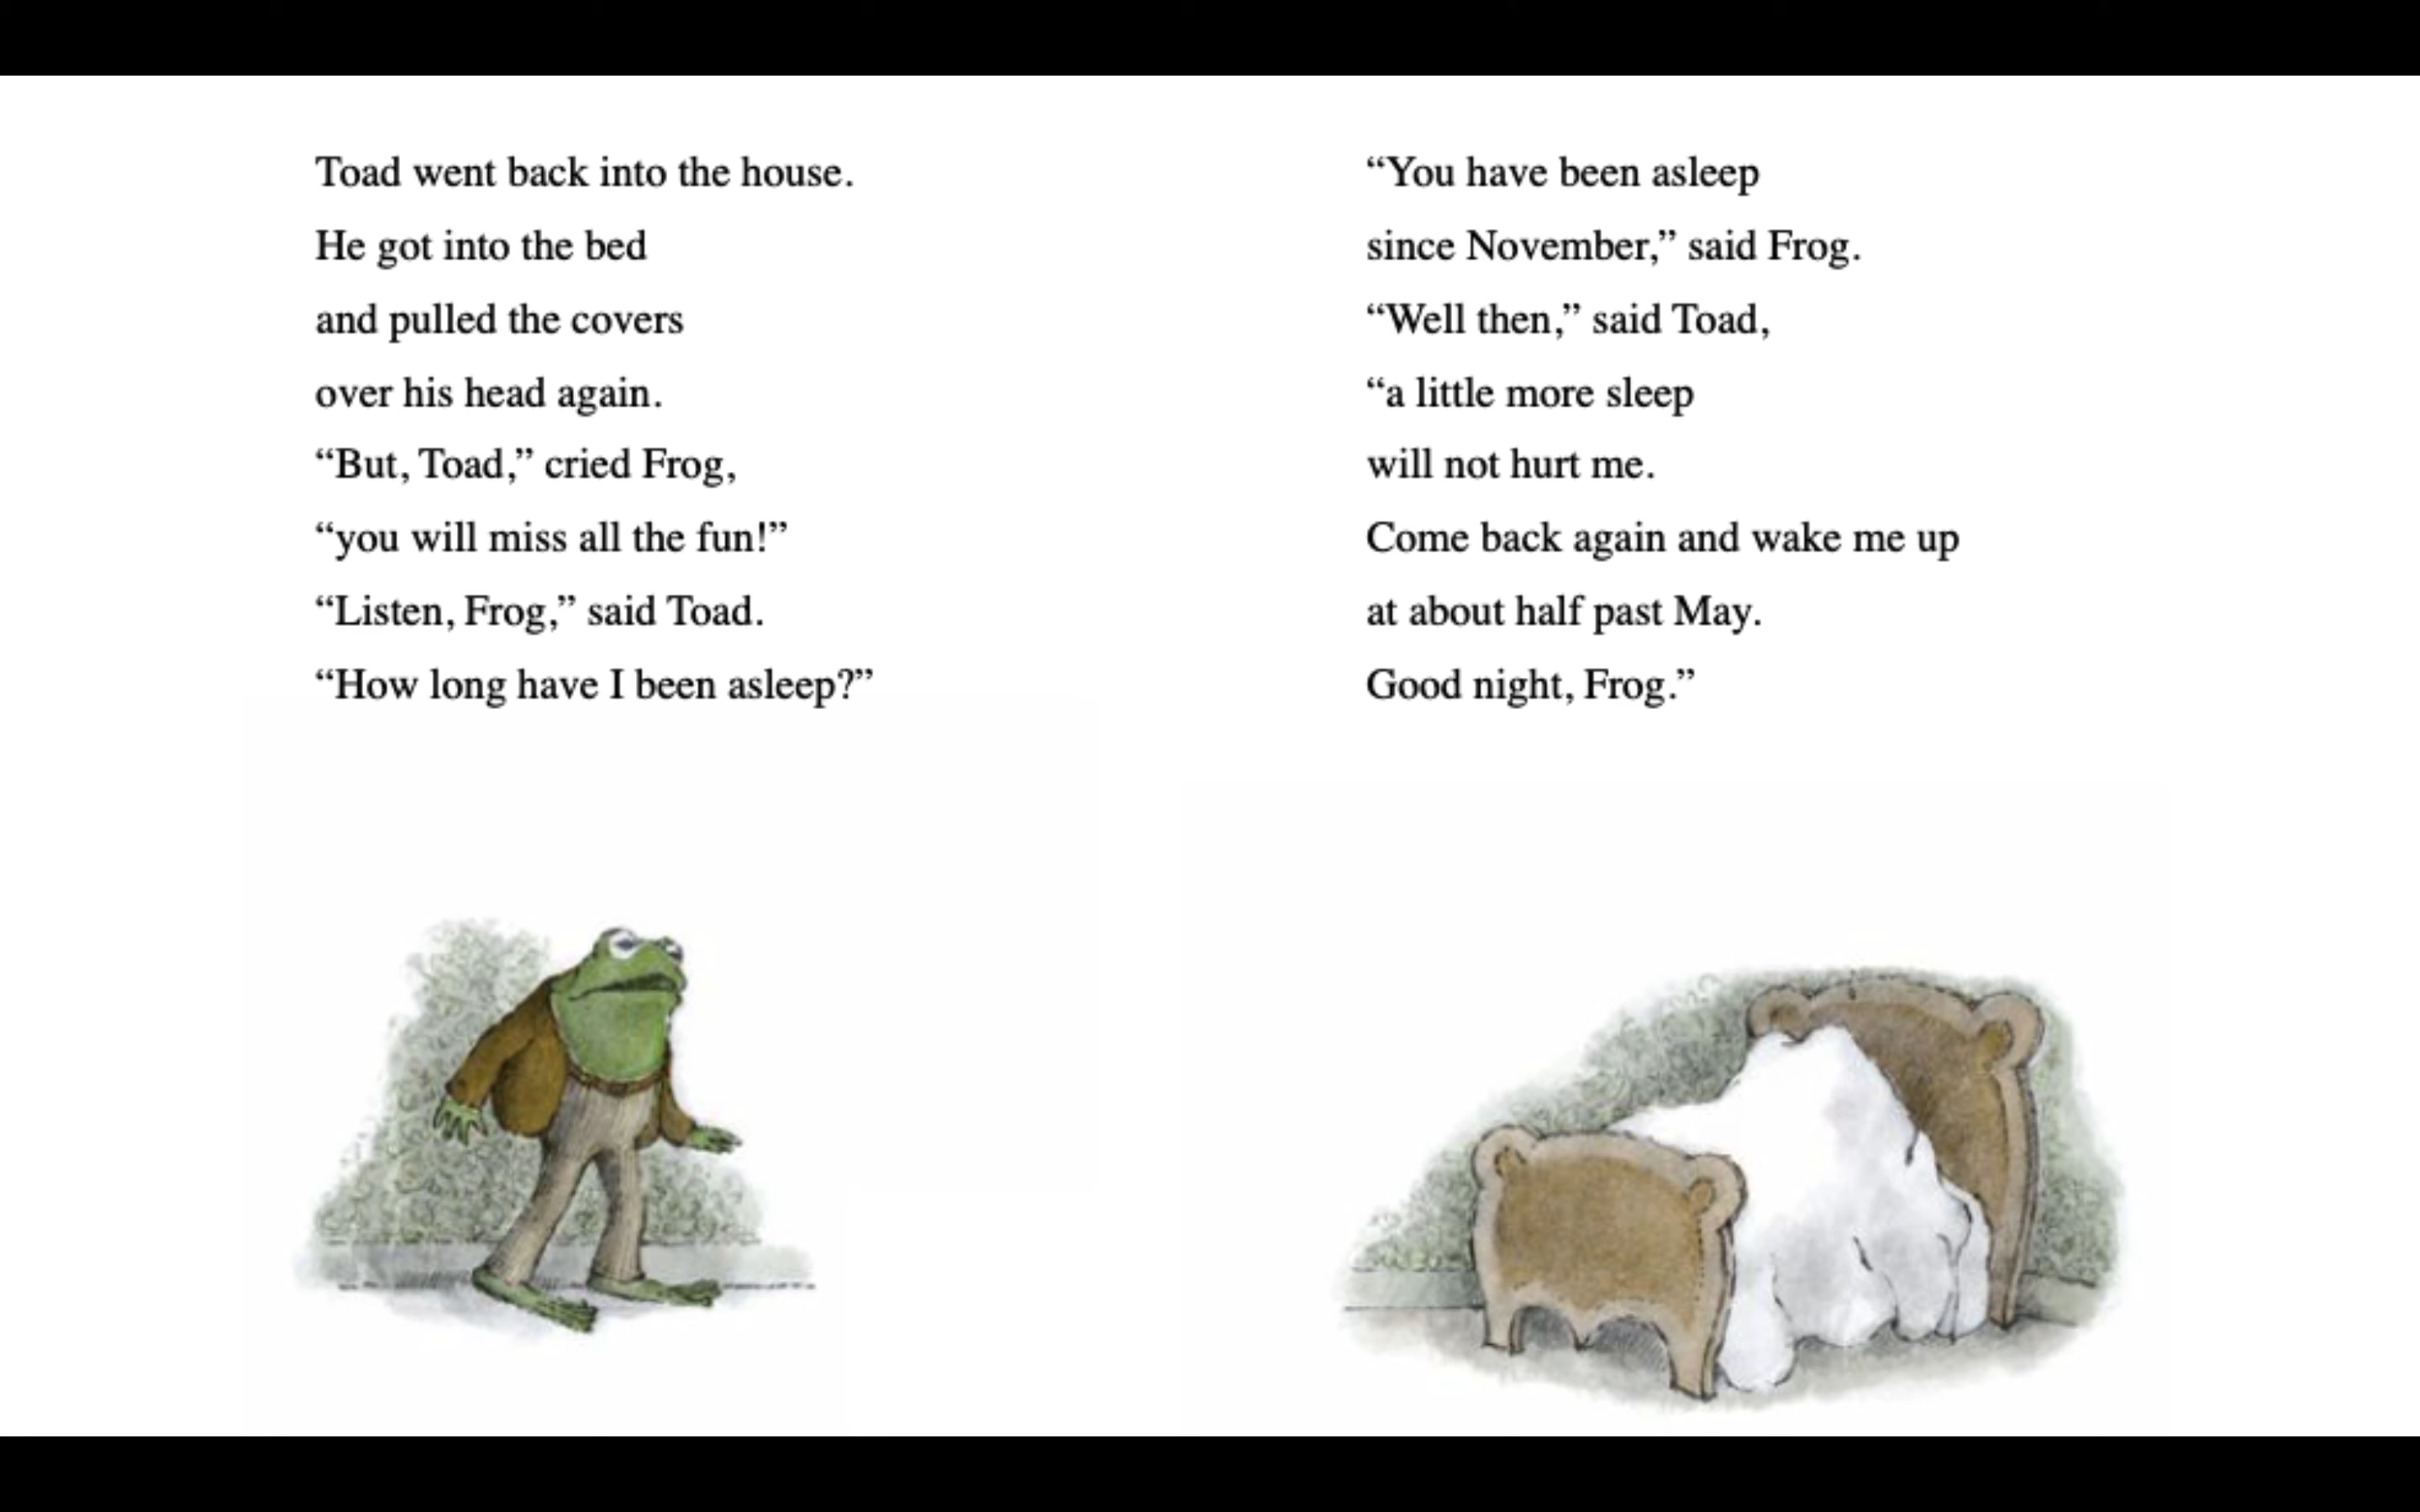 Toad went back into the house.
He got into the bed
and pulled the covers
over his head again.
“But, Toad,” cried Frog,
“you will miss all the fun!”
“Listen, Frog,” said Toad.
“How long have I been asleep?”
“You have been asleep
since November,” said Frog.
“Well then,” said Toad,
“a little more sleep
will not hurt me.
Come back again and wake me up
at about half past May.
Good night, Frog.”